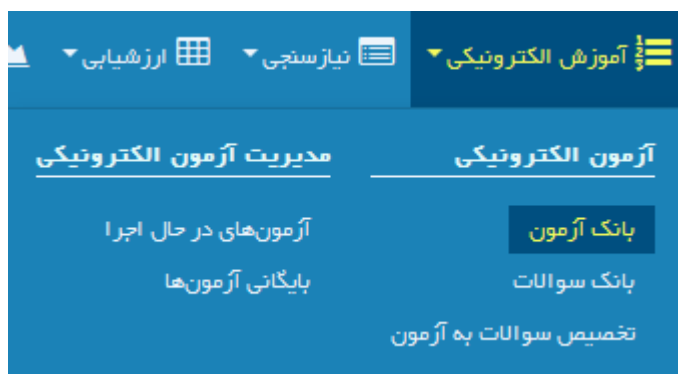 آموزش الکترونیکی
نیازسنجی
ارزشیابی
آزمون الکترونیکی
بانک آزمون
بانک سوالات
تخصیص سوالات به آزمون
مدیریت آزمون الکترونیکی
آزمون‌های در حال اجرا
بایگانی آزمون‌ها